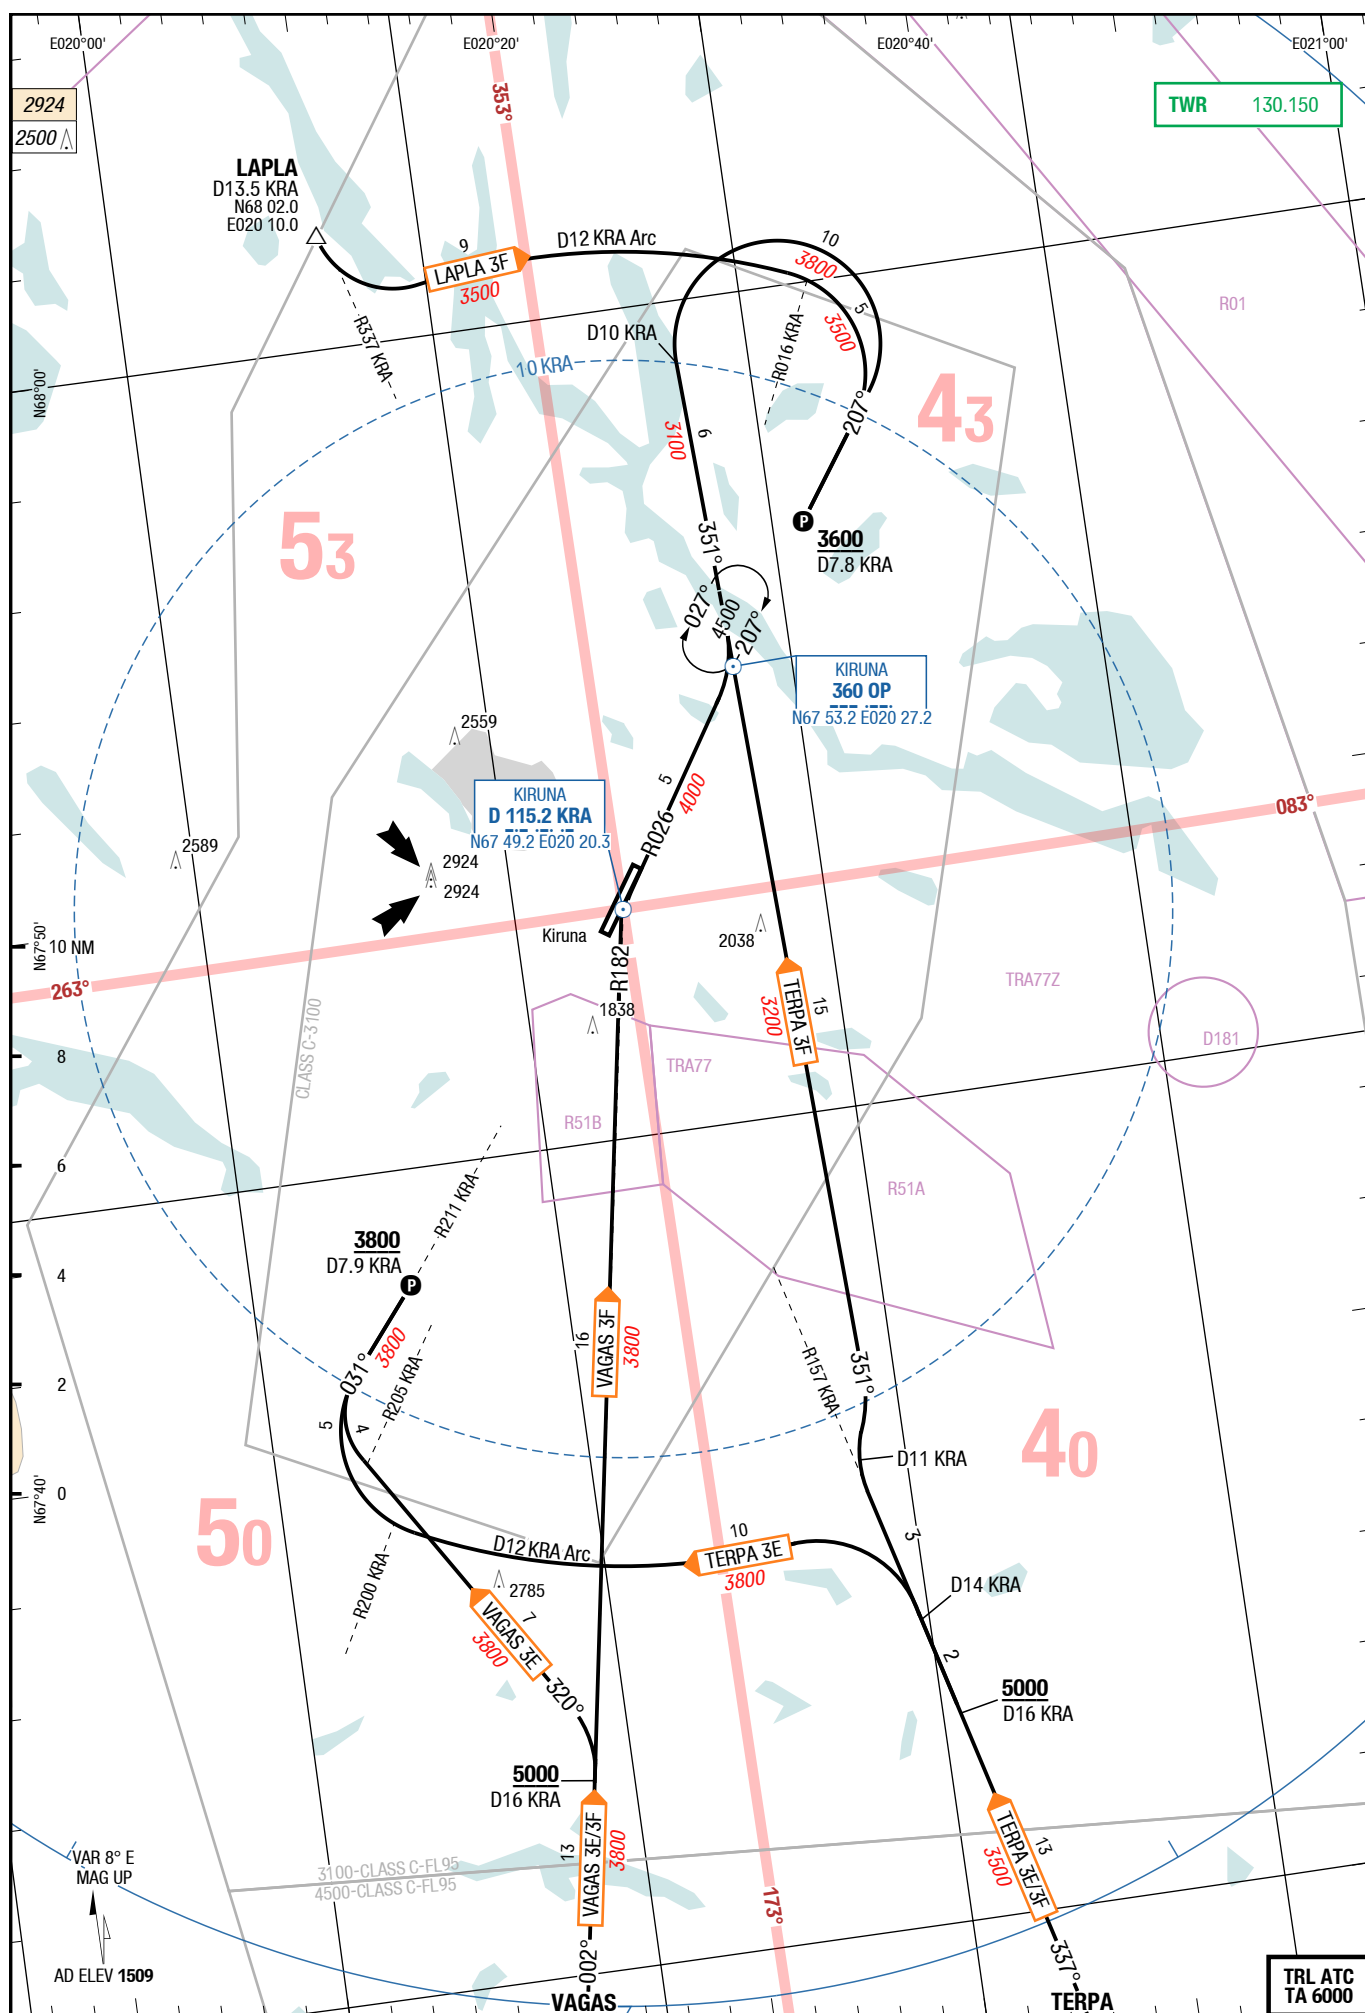 E020°00'
E020°20'
E020°40'
E021°00'
2924
2500
353°
TWR 130.150
LAPLA
D13.5 KRA
N68 02.0
E020 10.0
9
LAPLA 3F
3500
D12 KRA Arc
10
3800
5
3500
R01
R337 KRA
D10 KRA
R016 KRA
N68°00'
10 KRA
3100
6
207°
43
53
351°
P
3600
D7.8 KRA
027°
4500
207°
KIRUNA
360 OP
N67 53.2 E020 27.2
2559
KIRUNA
D 115.2 KRA
N67 49.2 E020 20.3
5
4000
R026
083°
2589
2924
2924
Kiruna
2038
N67°50'
10 NM
263°
R182
TRA77Z
TERPA 3F
15
3200
CLASS C-3100
1838
D181
8
TRA77
R51B
6
R51A
R211 KRA
3800
D7.9 KRA
P
4
16
VAGAS 3F
3800
3800
031°
R205 KRA
2
R157 KRA
351°
5
4
D11 KRA
40
N67°40'
0
50
D12 KRA Arc
10
TERPA 3E
3800
3
R200 KRA
2785
D14 KRA
VAGAS 3E
7
3800
2
320°
5000
D16 KRA
5000
D16 KRA
13
VAGAS 3E/3F
3800
TERPA 3E/3F
13
3500
VAR 8° E
MAG UP
3100-CLASS C-FL95
4500-CLASS C-FL95
173°
AD ELEV 1509
002°
VAGAS
337°
TERPA
TRL ATC
TA 6000